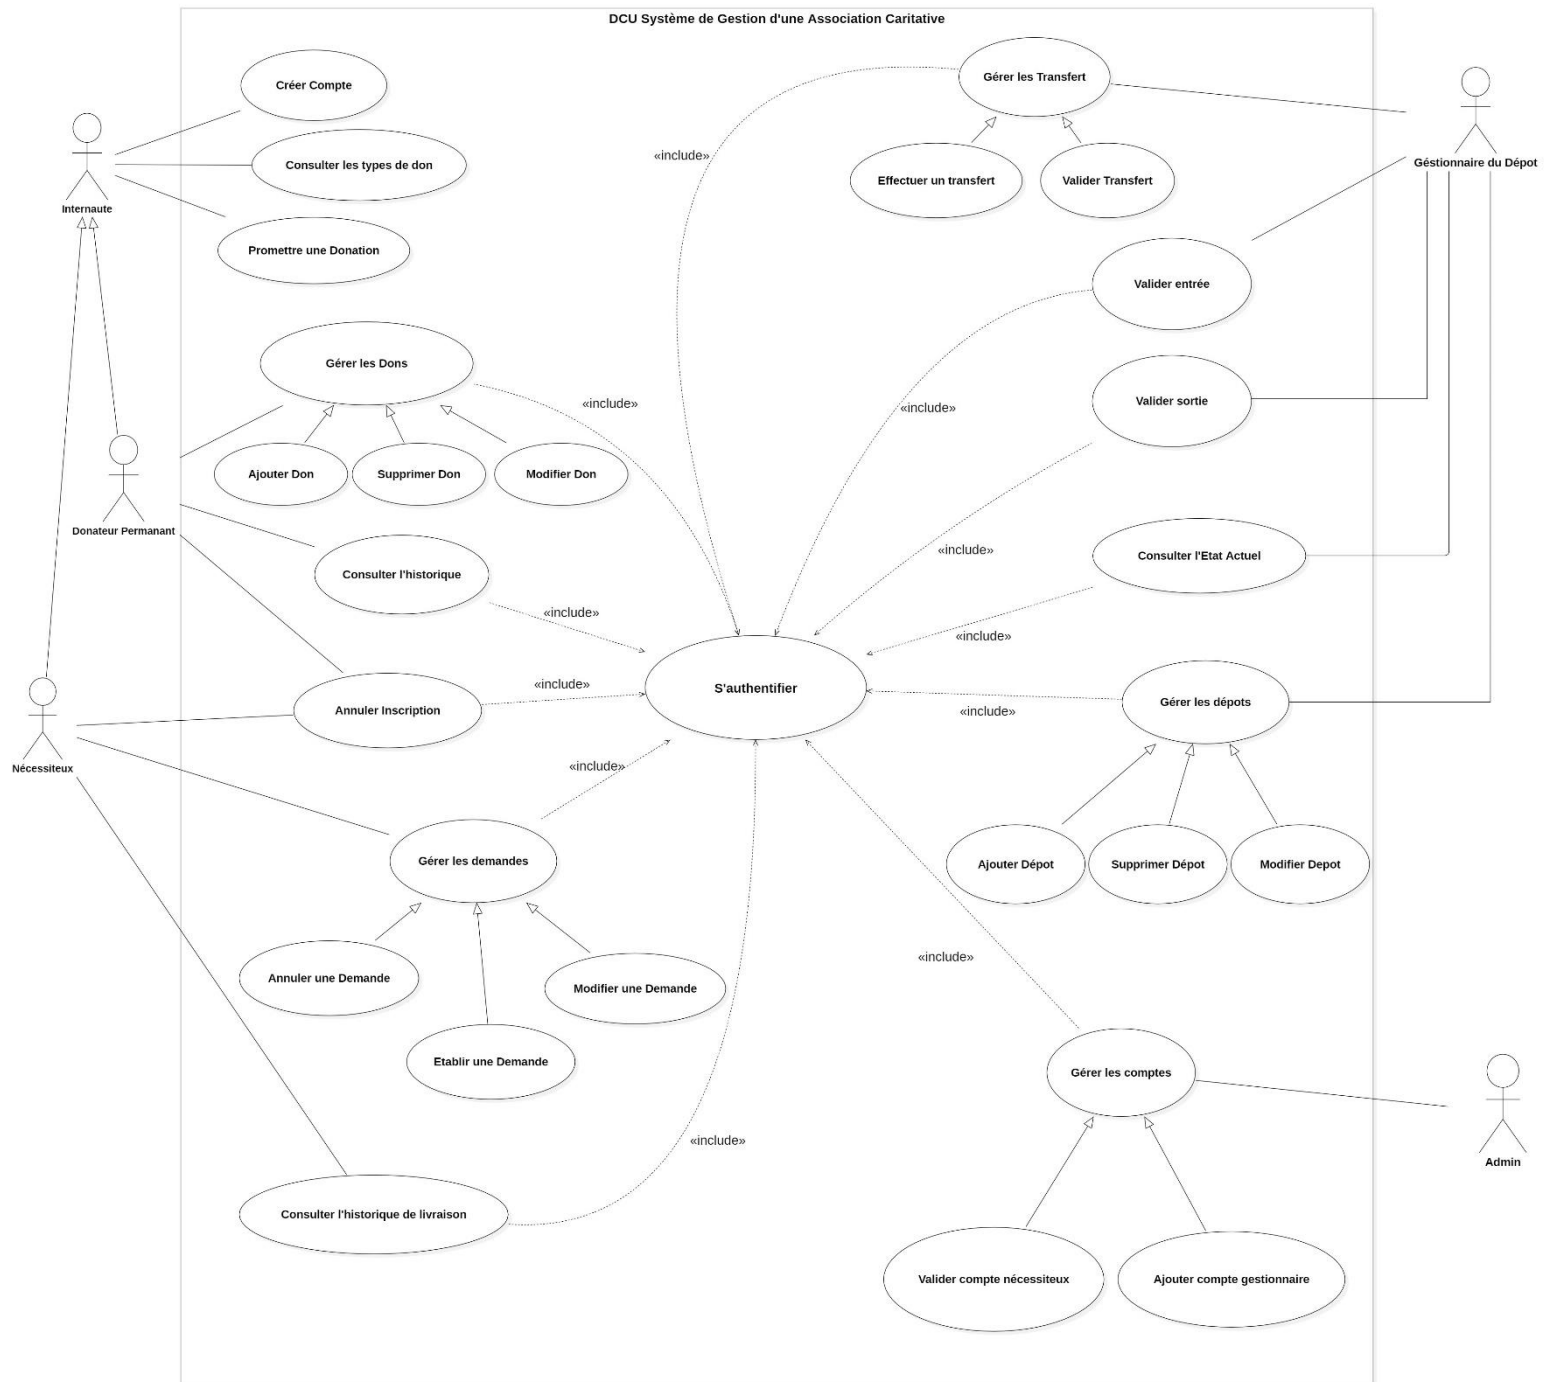 DCU Système de Gestion d'une Association Caritative
Créer Compte
Gérer les Transfert
«include»
Consulter les types de don
Géstionnaire du Dépot
Effectuer un transfert
Valider Transfert
Internaute
Promettre une Donation
Valider entrée
Gérer les Dons
«include»
«include»
Valider sortie
Ajouter Don
Supprimer Don
Modifier Don
Donateur Permanant
«include»
Consulter l'Etat Actuel
Consulter l'historique
«include»
«include»
«include»
S'authentifier
Annuler Inscription
Gérer les dépots
«include»
Nécessiteux
«include»
Gérer les demandes
Ajouter Dépot
Supprimer Dépot
Modifier Depot
«include»
Annuler une Demande
Modifier une Demande
Etablir une Demande
Gérer les comptes
«include»
Admin
Consulter l'historique de livraison
Valider compte nécessiteux
Ajouter compte gestionnaire